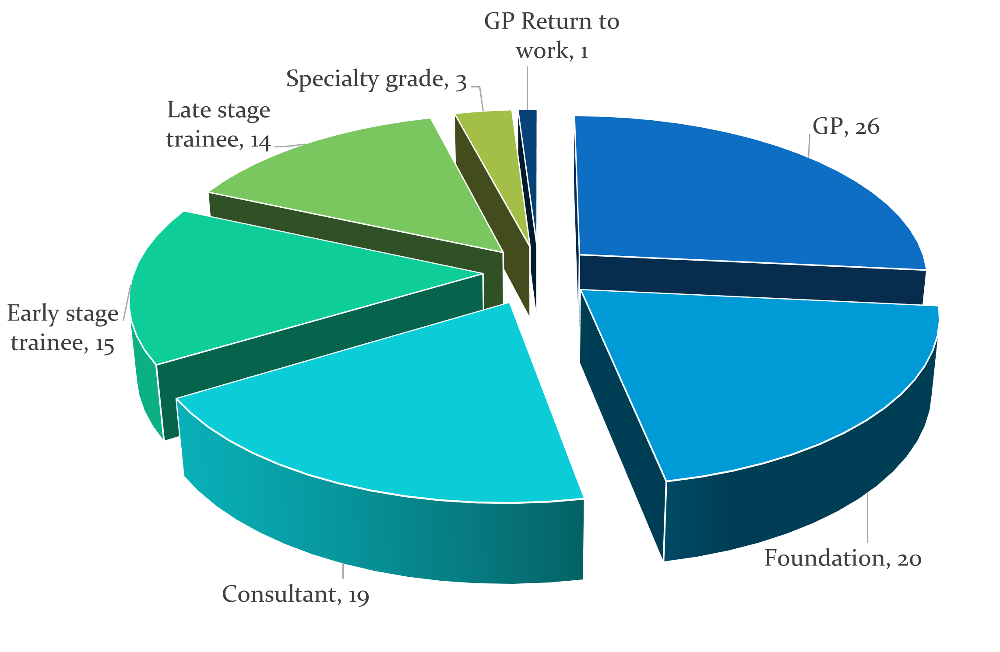 GP Return to
work, 1
Specialty grade, 3
Late stage
trainee, 14
GP, 26
Early stage
trainee, 15
Foundation, 20
Consultant, 19